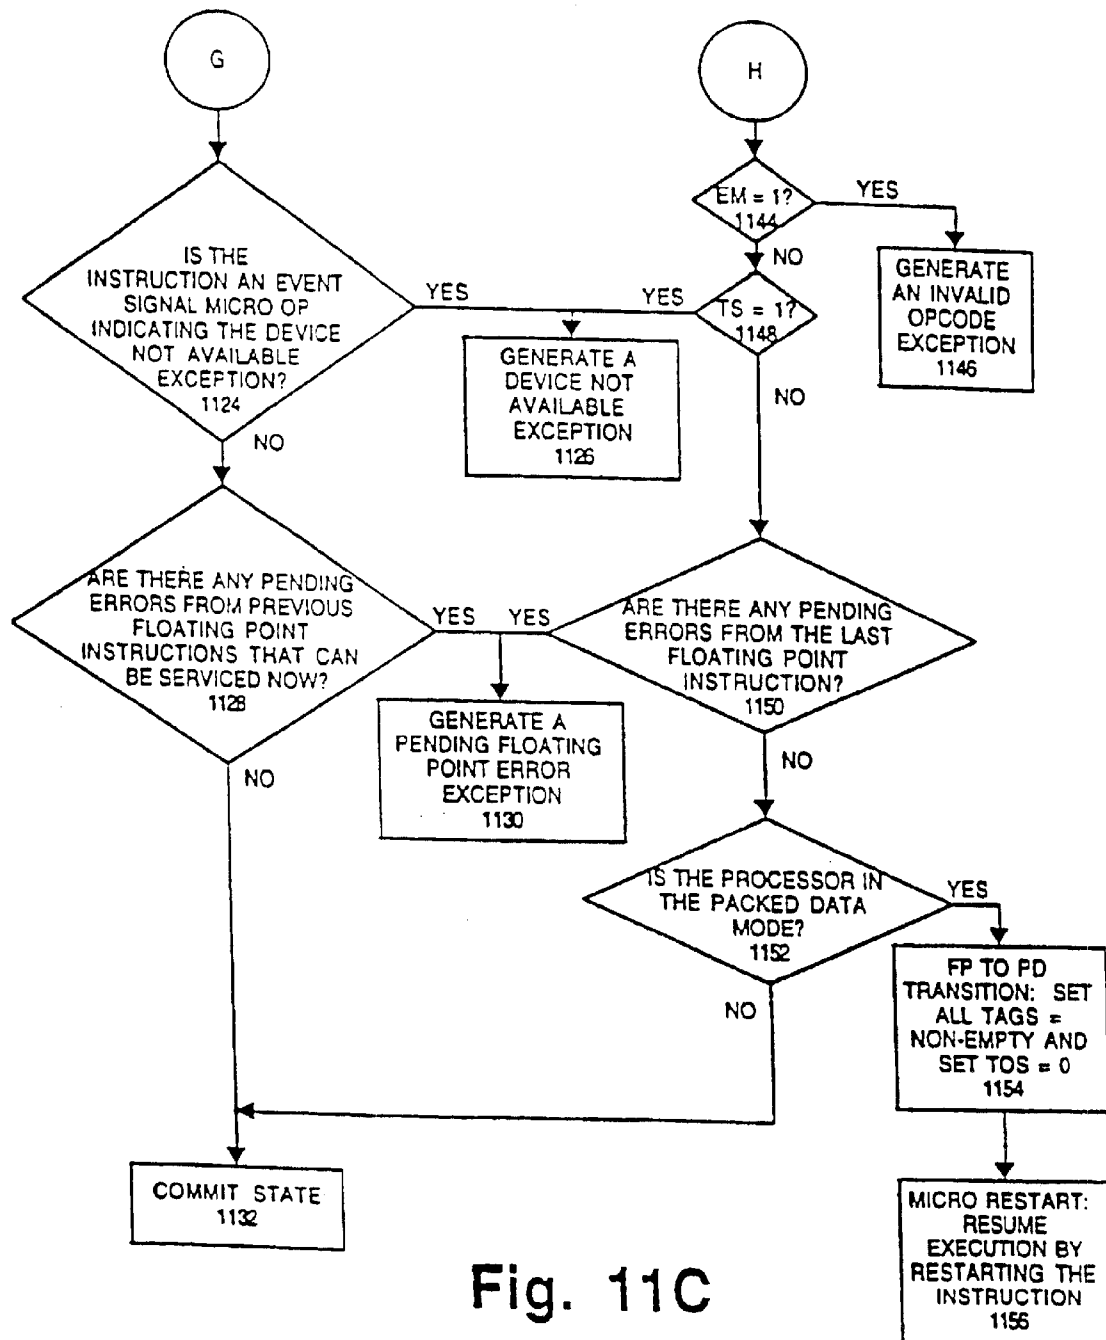 G
IS THE
INSTRUCTION AN EVENT
SIGNAL MICRO OP
INDICATING THE DEVICE
NOT AVAILABLE
EXCEPTION?
1124
YES
NO
H
EM = 1?
1144
YES
NO
GENERATE
AN INVALID
OPCODE
EXCEPTION
1146
YES
TS = 1?
1148
NO
GENERATE A
DEVICE NOT
AVAILABLE
EXCEPTION
1126
ARE THERE ANY PENDING
ERRORS FROM PREVIOUS
FLOATING POINT
INSTRUCTIONS THAT CAN
BE SERVICED NOW?
1128
YES
NO
YES
ARE THERE ANY PENDING
ERRORS FROM THE LAST
FLOATING POINT
INSTRUCTION?
1150
NO
GENERATE A
PENDING FLOATING
POINT ERROR
EXCEPTION
1130
IS THE PROCESSOR IN
THE PACKED DATA
MODE?
1152
YES
NO
FP TO PD
TRANSITION: SET
ALL TAGS =
NON-EMPTY AND
SET TOS = 0
1154
COMMIT STATE
1132
MICRO RESTART:
RESUME
EXECUTION BY
RESTARTING THE
INSTRUCTION
1156
Fig. 11C